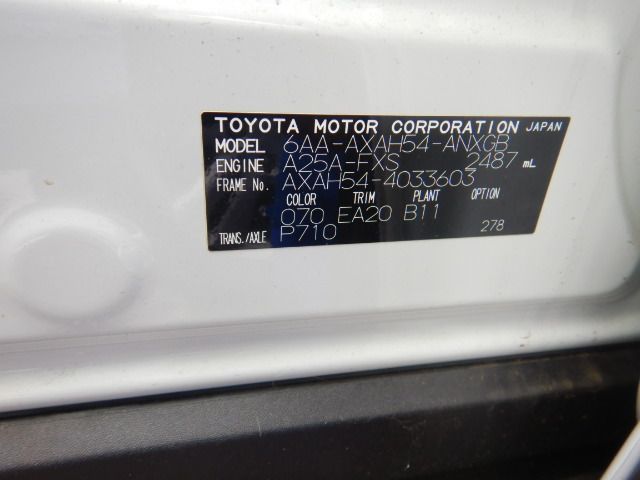 TOYOTA MOTOR CORPORATION JAPAN
MODEL 6AA-AXAH54-ANXGB
ENGINE A25A-FXS 2487 mL
FRAME No. AXAH54-4033603
COLOR TRIM PLANT OPTION
070 EA20 B11
TRANS./AXLE P710 278